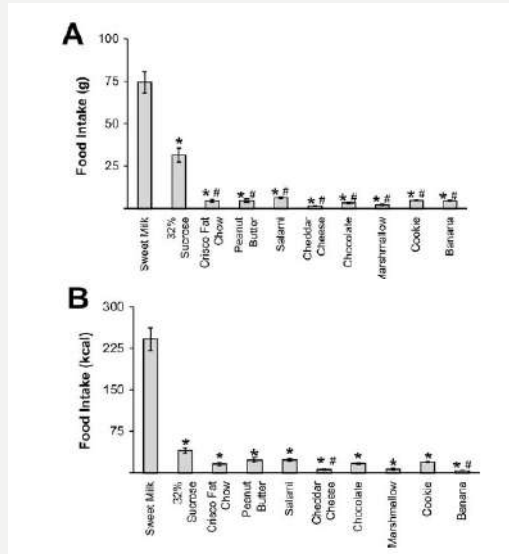 A
Food Intake (g)
100
75
50
25
* 
* #
* #
* #
* #
* #
* #
* #
* #
Sweet Milk
32%
Sucrose
Crisco Fat
Chow
Peanut
Butter
Salami
Cheddar
Cheese
Chocolate
Marshmallow
Cookie
Banana
B
Food Intake (kcal)
300
225
150
75
*
*
*
*
* #
*
*
*
* #
Sweet Milk
32%
Sucrose
Crisco Fat
Chow
Peanut
Butter
Salami
Cheddar
Cheese
Chocolate
Marshmallow
Cookie
Banana